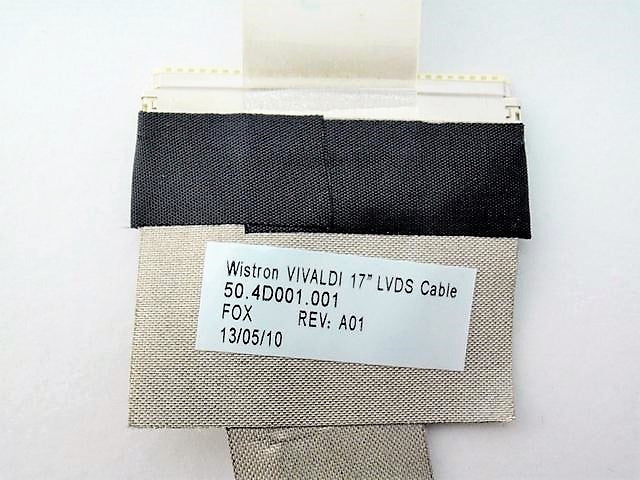 Wistron VIVALDI 17" LVDS Cable
50.4D001.001
FOX REV: A01
13/05/10